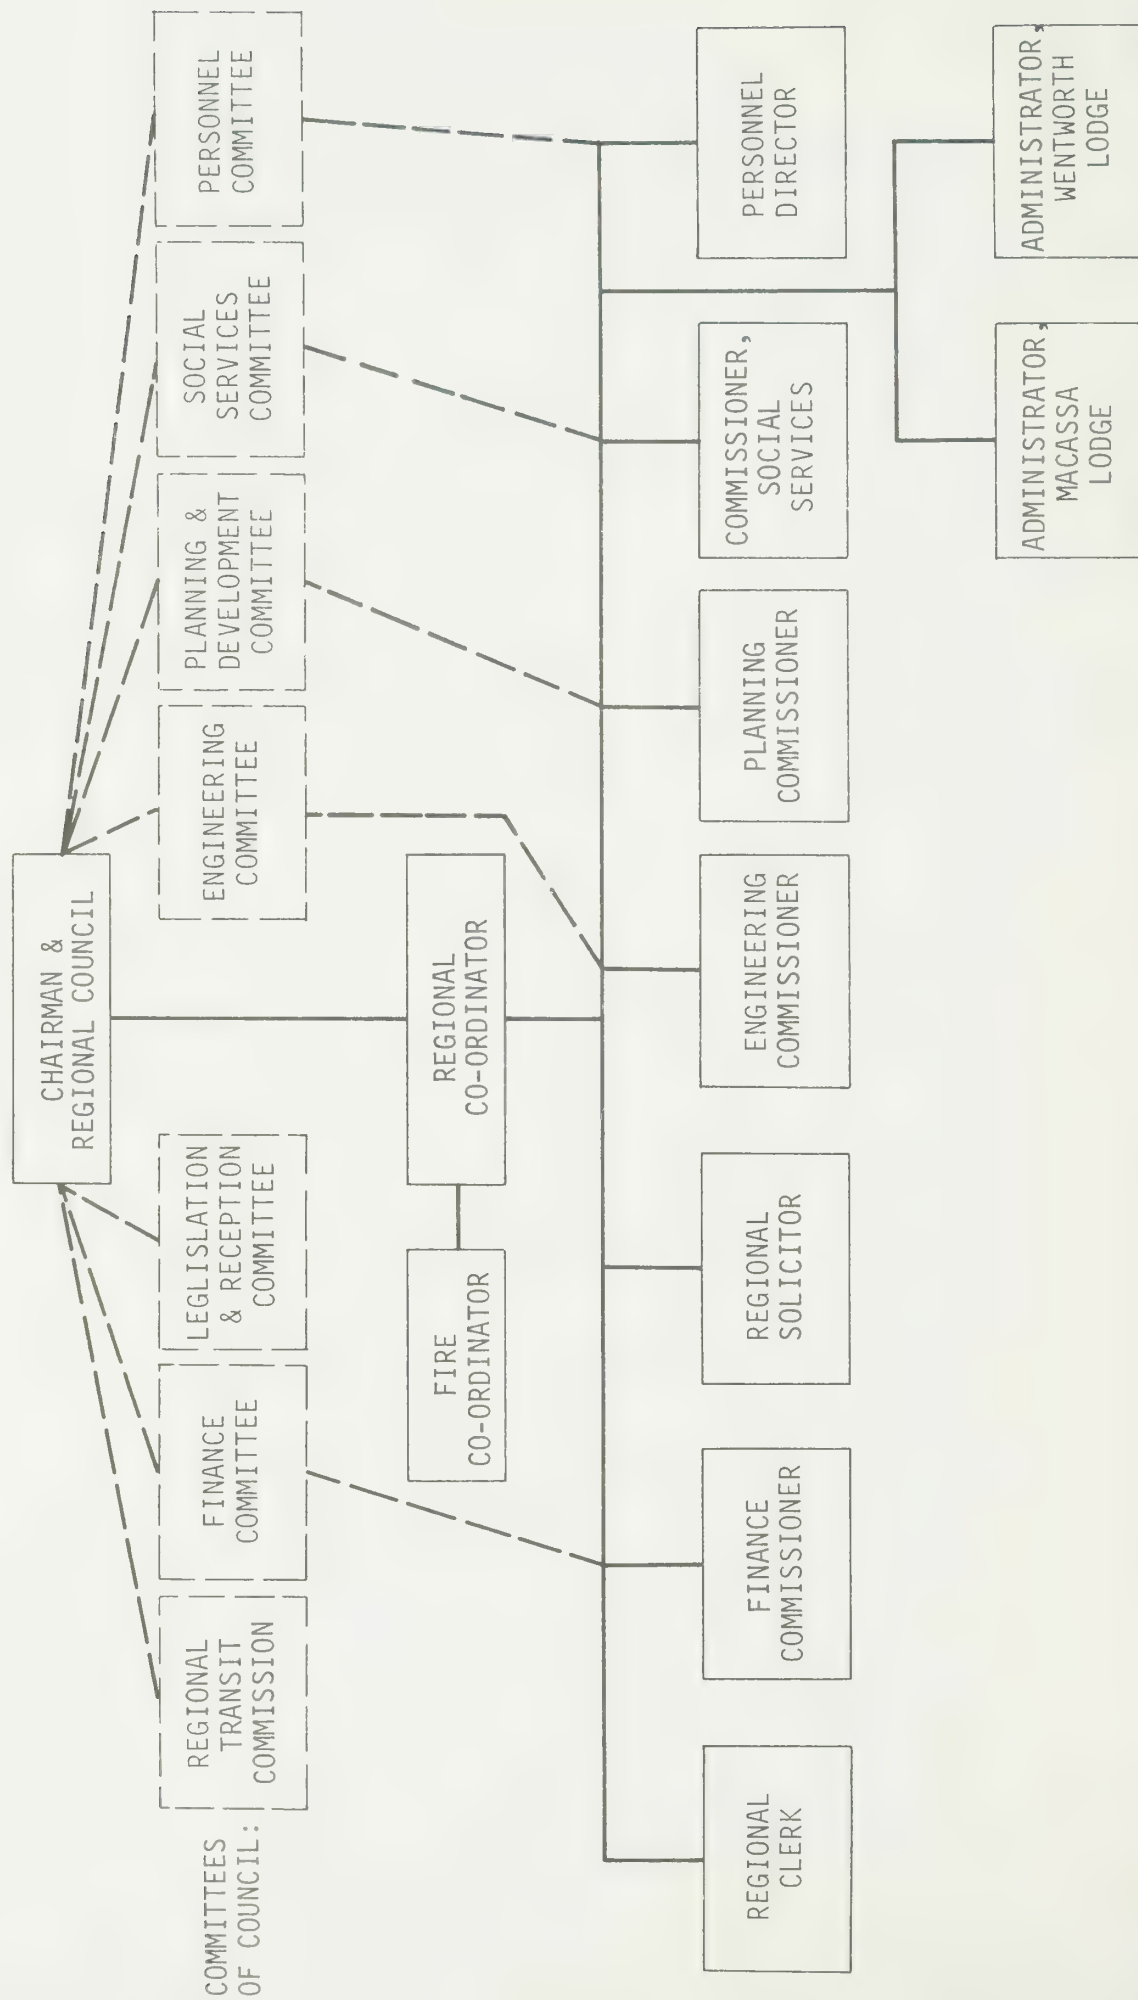 CHAIRMAN &
REGIONAL COUNCIL
COMMITTEES
OF COUNCIL:
REGIONAL
TRANSIT
COMMISSION
FINANCE
COMMITTEE
LEGLISLATION
& RECEPTION
COMMITTEE
ENGINEERING
COMMITTEE
PLANNING &
DEVELOPMENT
COMMITTEE
SOCIAL
SERVICES
COMMITTEE
PERSONNEL
COMMITTEE
FIRE
CO-ORDINATOR
REGIONAL
CO-ORDINATOR
REGIONAL
CLERK
FINANCE
COMMISSIONER
REGIONAL
SOLICITOR
ENGINEERING
COMMISSIONER
PLANNING
COMMISSIONER
COMMISSIONER,
SOCIAL
SERVICES
PERSONNEL
DIRECTOR
ADMINISTRATOR,
MACASSA
LODGE
ADMINISTRATOR,
WENTWORTH
LODGE